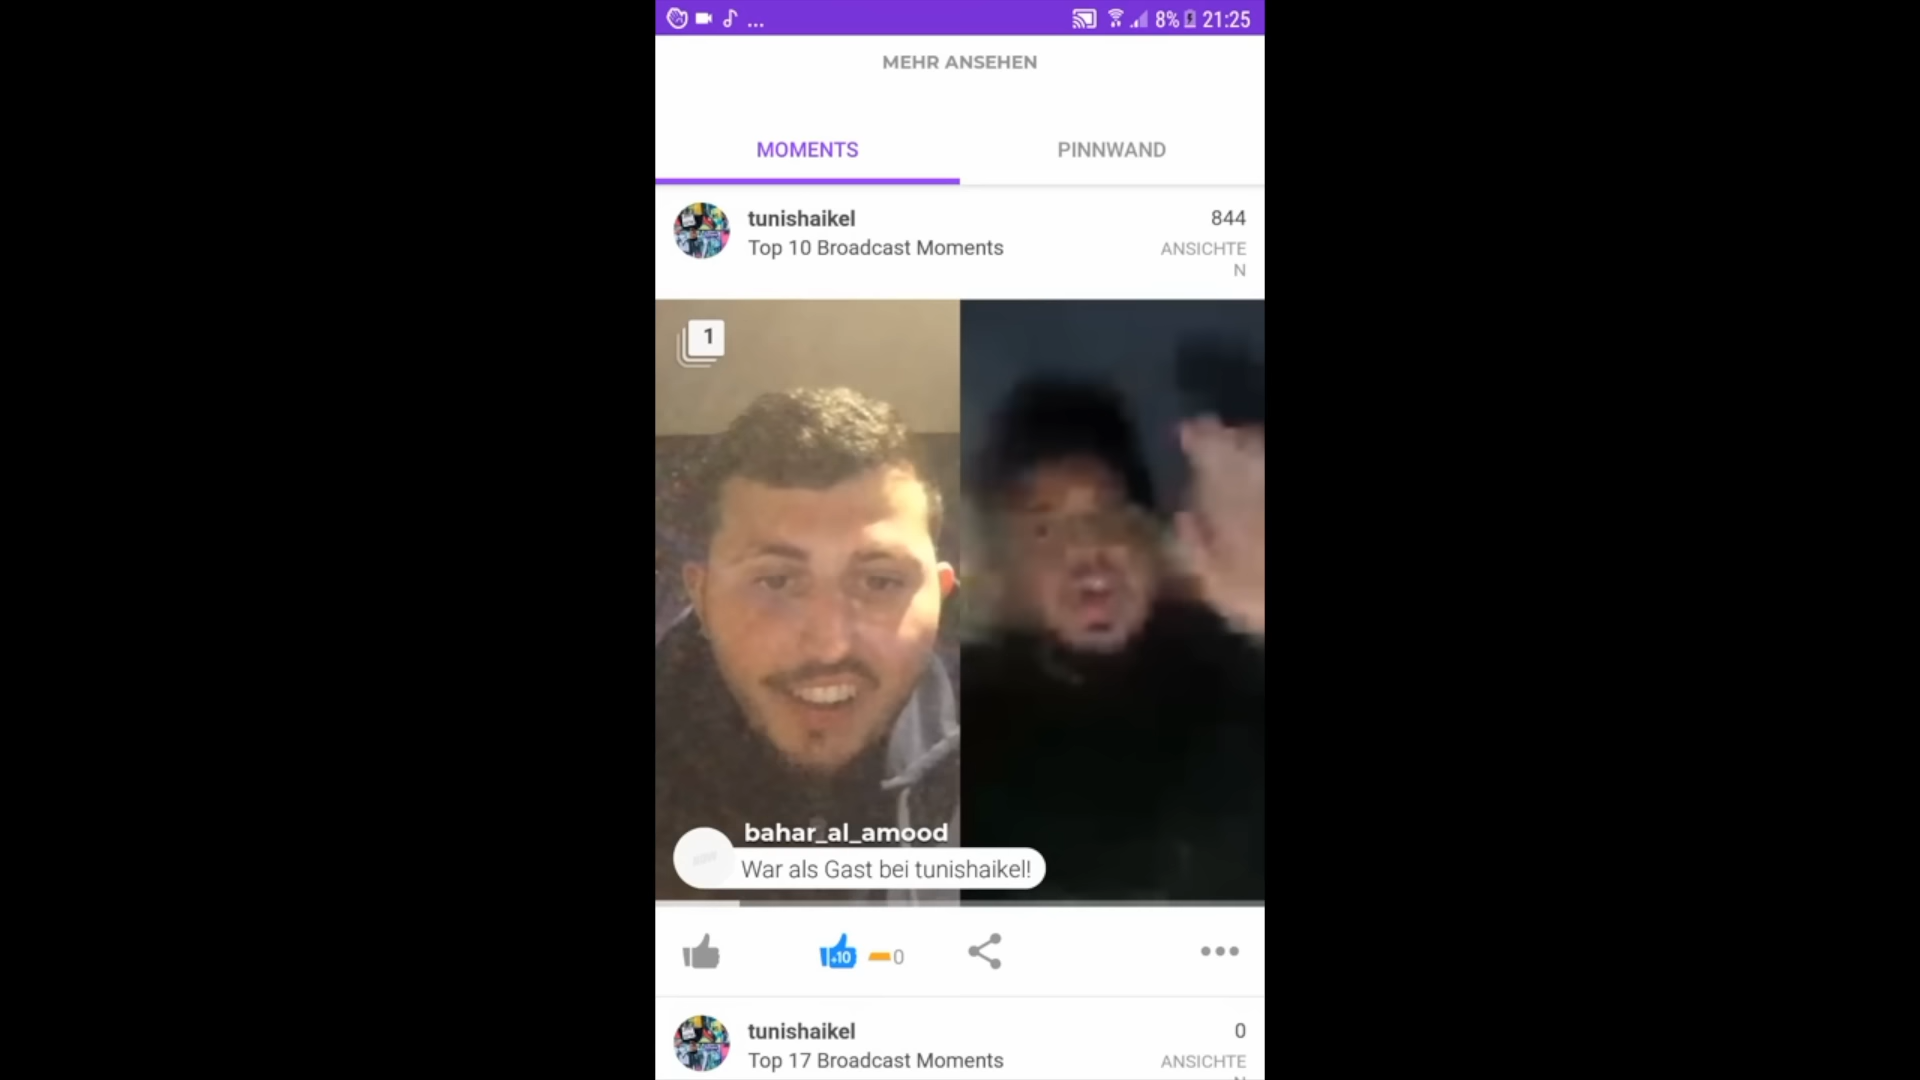 ... 8% 21:25
MEHR ANSEHEN
MOMENTS PINNWAND
tunishaikel 844
Top 10 Broadcast Moments ANSICHTE
N
1
bahar_al_amood
War als Gast bei tunishaikel!
+10 0
tunishaikel 0
Top 17 Broadcast Moments ANSICHTE